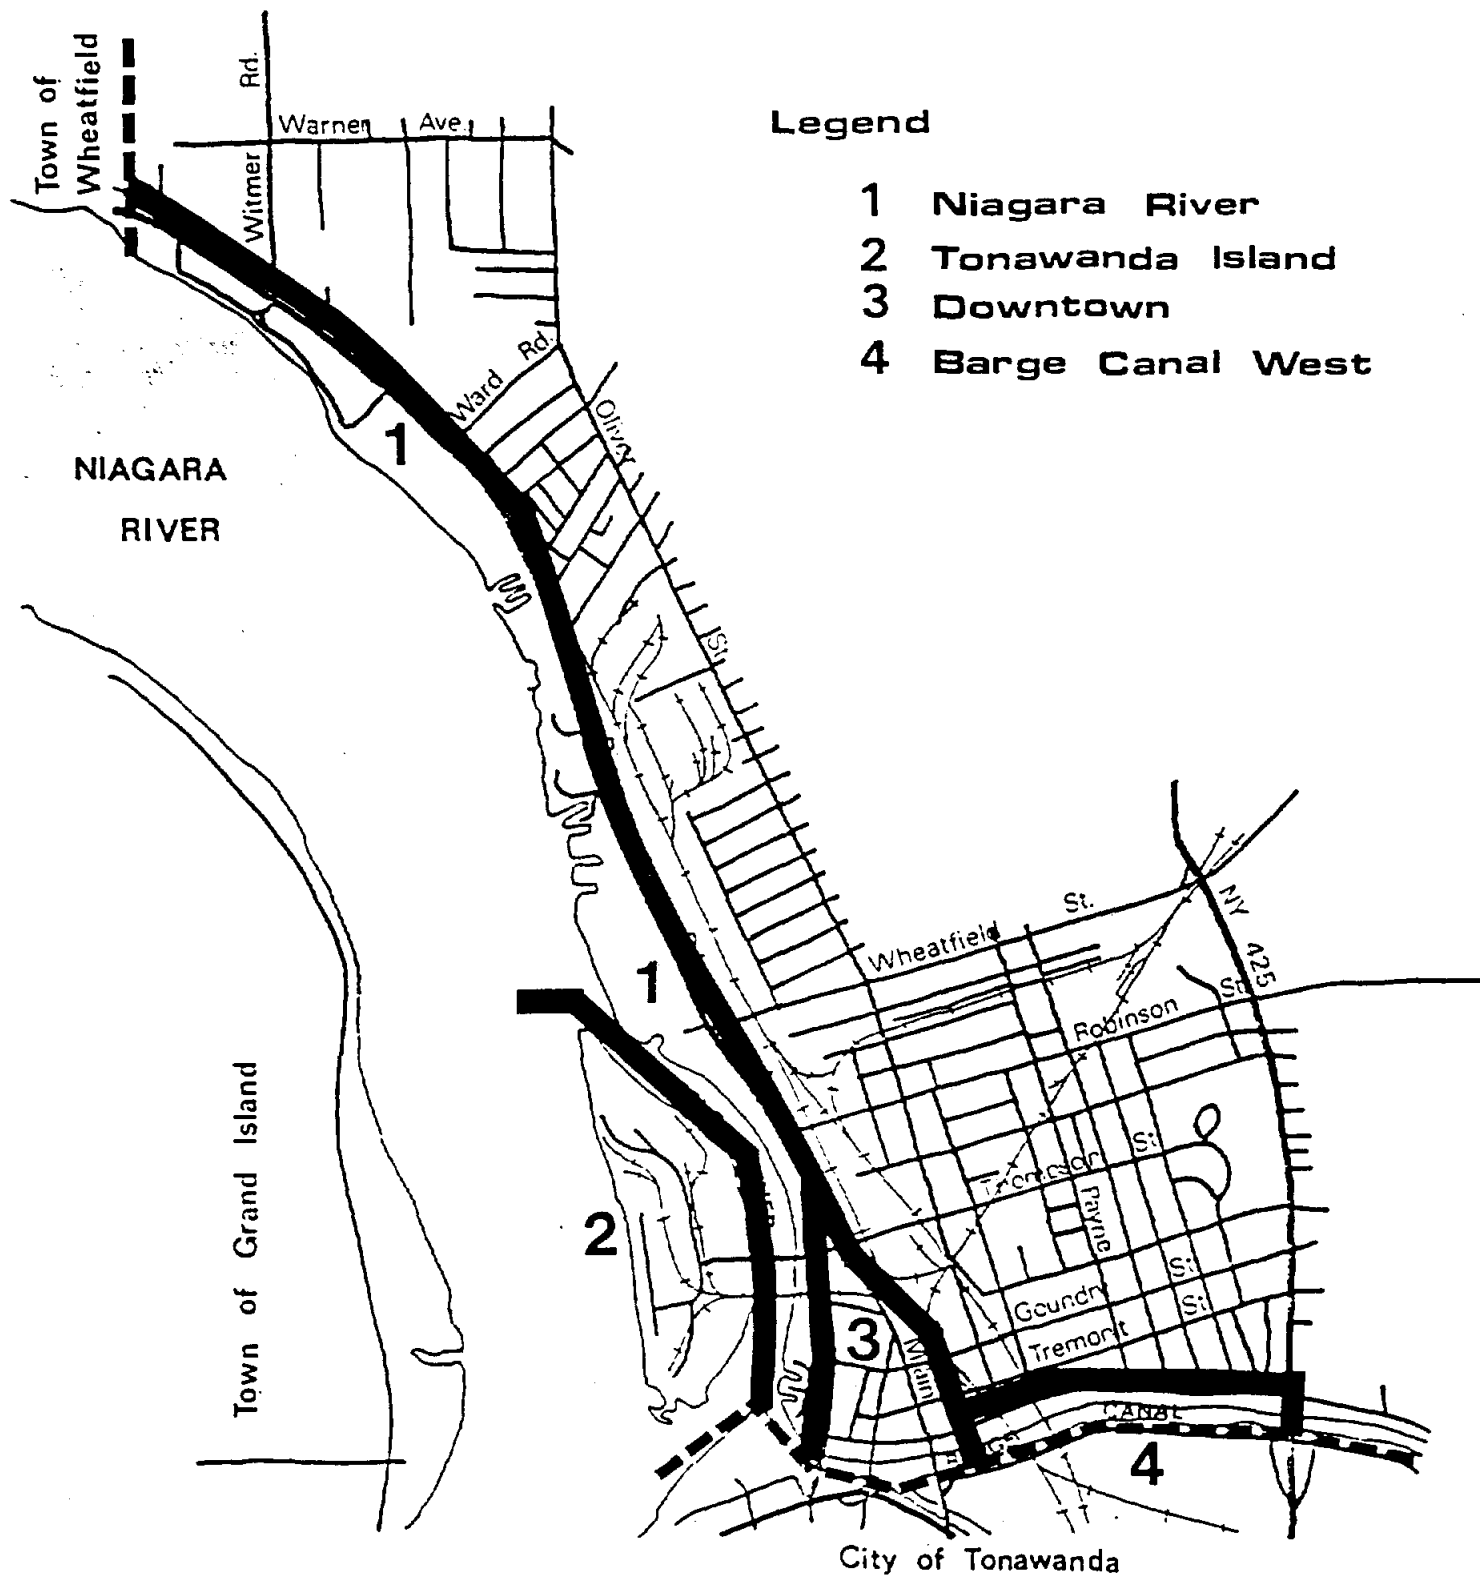 Town of
Wheatfield
Rd.
Witmer
Warner Ave.
Legend
1 Niagara River
2 Tonawanda Island
3 Downtown
4 Barge Canal West
Ward Rd.
Oliver
St.
1
NIAGARA
RIVER
NY 425
Wheatfield St.
1
Robinson St.
Town of Grand Island
Thompson St.
Payne
2
Goundry St.
Tremont St.
3
Main
CANAL
4
City of Tonawanda